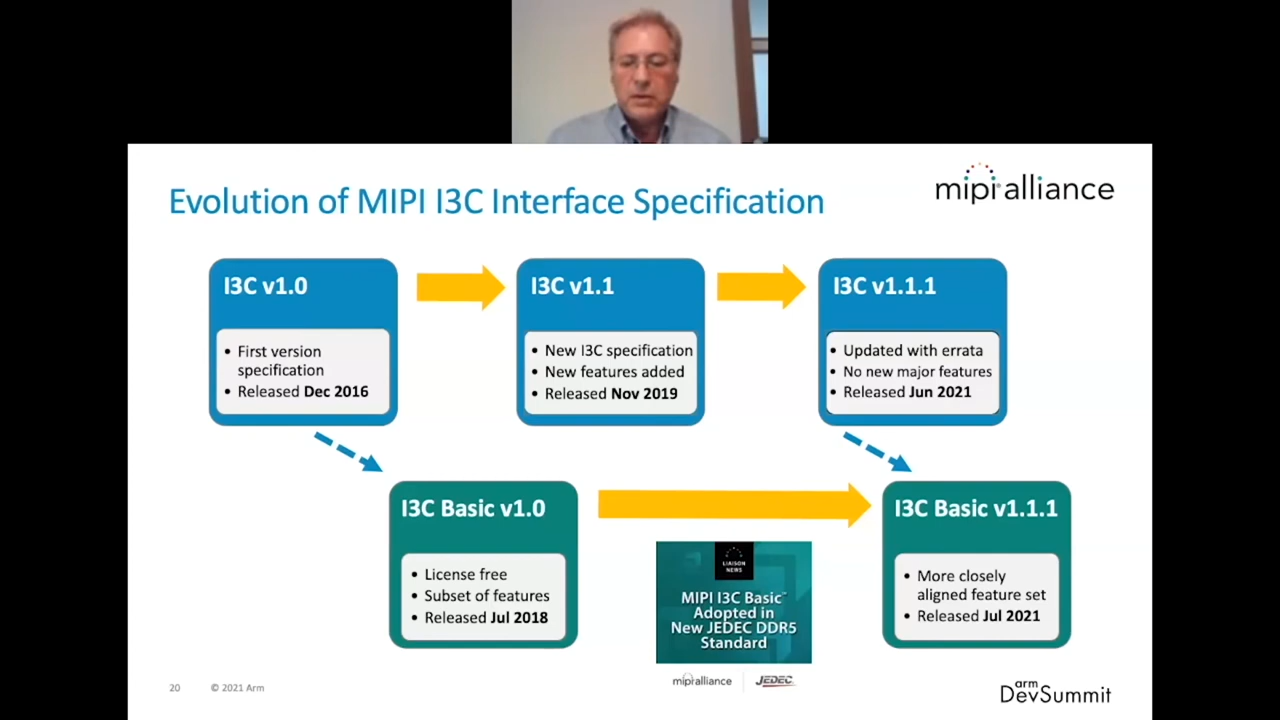 Evolution of MIPI I3C Interface Specification
mipi alliance
I3C v1.0
• First version
specification
• Released Dec 2016
I3C v1.1
• New I3C specification
• New features added
• Released Nov 2019
I3C v1.1.1
• Updated with errata
• No new major features
• Released Jun 2021
I3C Basic v1.0
• License free
• Subset of features
• Released Jul 2018
LIAISON
NEWS
MIPI I3C Basic™
Adopted in
New JEDEC DDR5
Standard
mipi alliance
JEDEC
I3C Basic v1.1.1
• More closely
aligned feature set
• Released Jul 2021
20
© 2021 Arm
arm
DevSummit